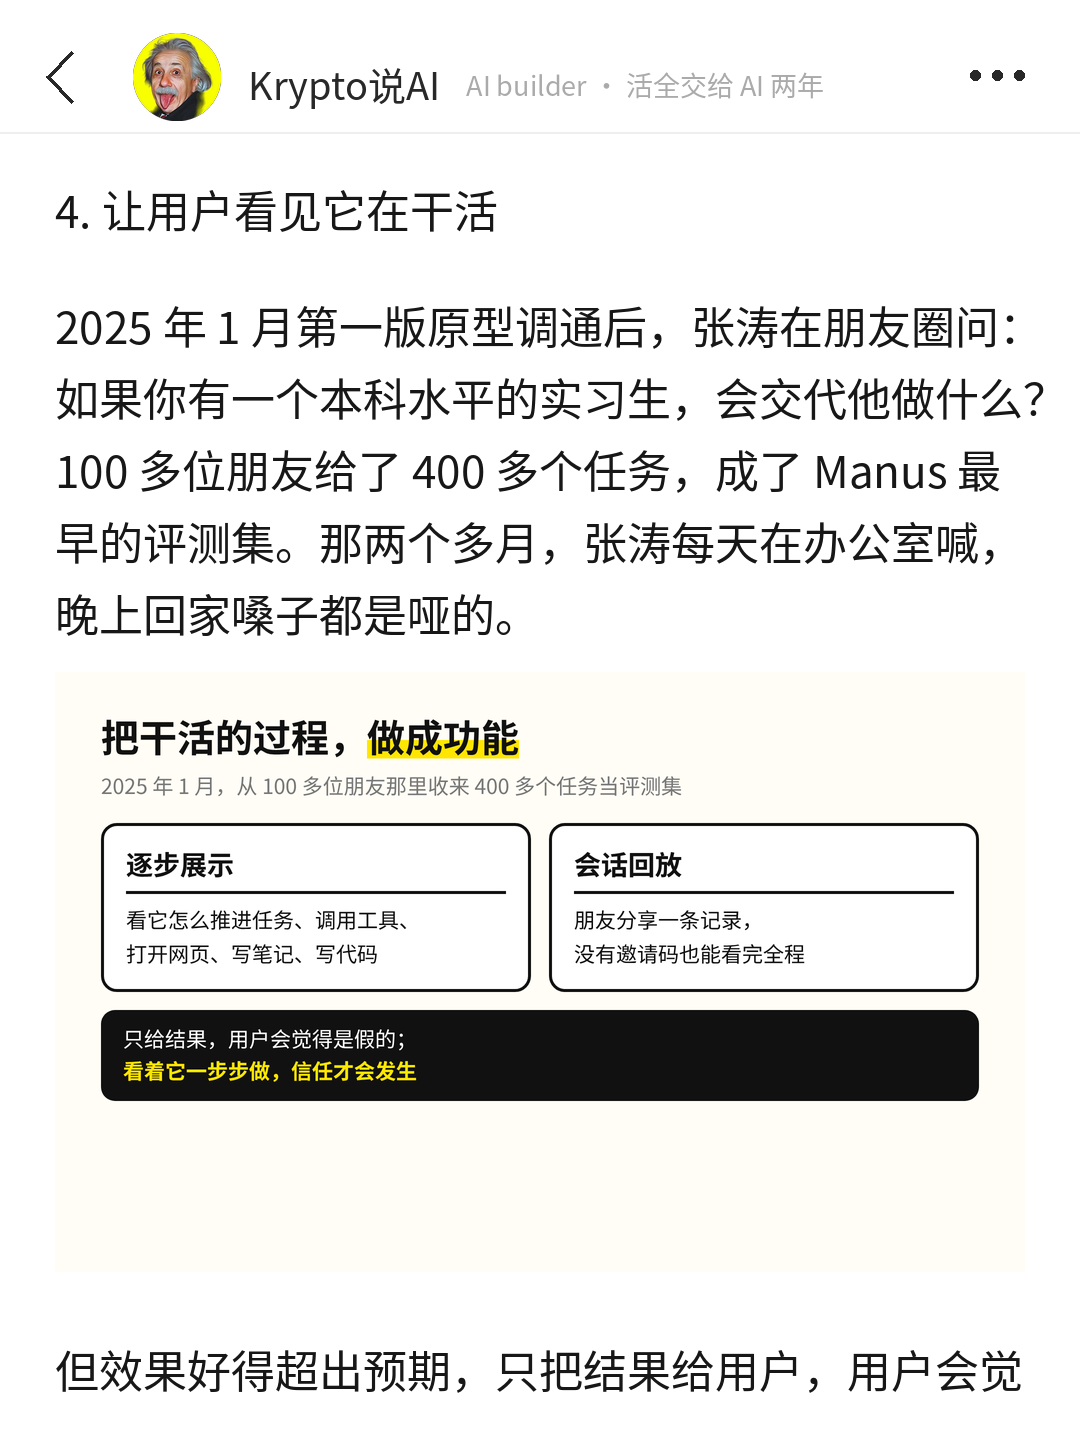 Krypto说AI AI builder · 活全交给 AI 两年
4. 让用户看见它在干活
2025 年 1 月第一版原型调通后，张涛在朋友圈问：
如果你有一个本科水平的实习生，会交代他做什么？
100 多位朋友给了 400 多个任务，成了 Manus 最
早的评测集。那两个多月，张涛每天在办公室喊，
晚上回家嗓子都是哑的。
把干活的过程，做成功能
2025 年 1 月，从 100 多位朋友那里收来 400 多个任务当评测集
逐步展示
看它怎么推进任务、调用工具、
打开网页、写笔记、写代码
会话回放
朋友分享一条记录，
没有邀请码也能看完全程
只给结果，用户会觉得是假的；
看着它一步步做，信任才会发生
但效果好得超出预期，只把结果给用户，用户会觉